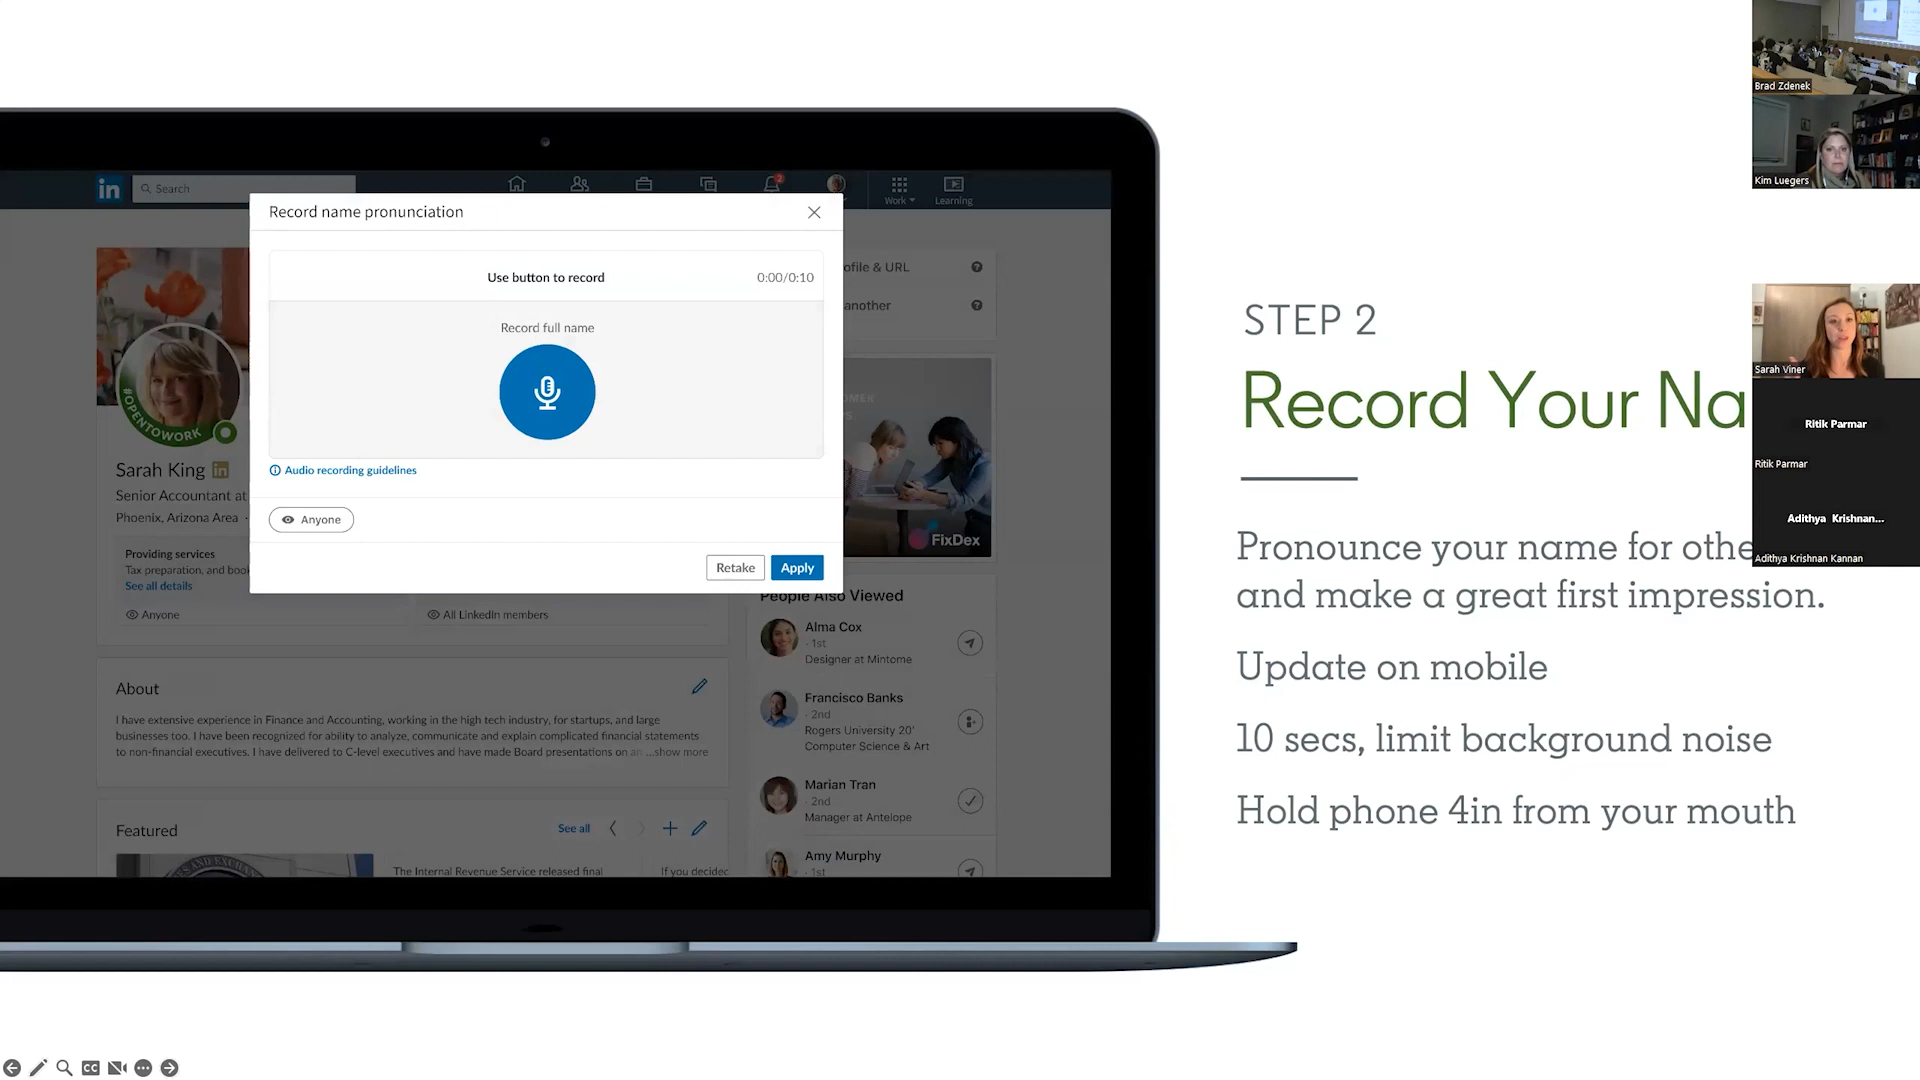 Brad Zdenek
Kim Luegers
Sarah Viner
Ritik Parmar
Ritik Parmar
Adithya Krishnan...
Adithya Krishnan Kannan
in
Search
2
Work
Learning
Record name pronunciation
Use button to record
0:00/0:10
Record full name
Audio recording guidelines
Anyone
Retake
Apply
ofile & URL
another
#OPENTOWORK
Sarah King in
Senior Accountant at
Phoenix, Arizona Area ·
Providing services
Tax preparation, and book
See all details
Anyone
All LinkedIn members
FixDex
About
I have extensive experience in Finance and Accounting, working in the high tech industry, for startups, and large
businesses too. I have been recognized for ability to analyze, communicate and explain complicated financial statements
to non-financial executives. I have delivered to C-level executives and have made Board presentations on an ...show more
Featured
See all
The Internal Revenue Service released final
If you decided
People Also Viewed
Alma Cox
· 1st
Designer at Mintome
Francisco Banks
· 2nd
Rogers University 20'
Computer Science & Art
Marian Tran
· 2nd
Manager at Antelope
Amy Murphy
· 1st
STEP 2
Record Your Na
Pronounce your name for othe
and make a great first impression.
Update on mobile
10 secs, limit background noise
Hold phone 4in from your mouth
CC